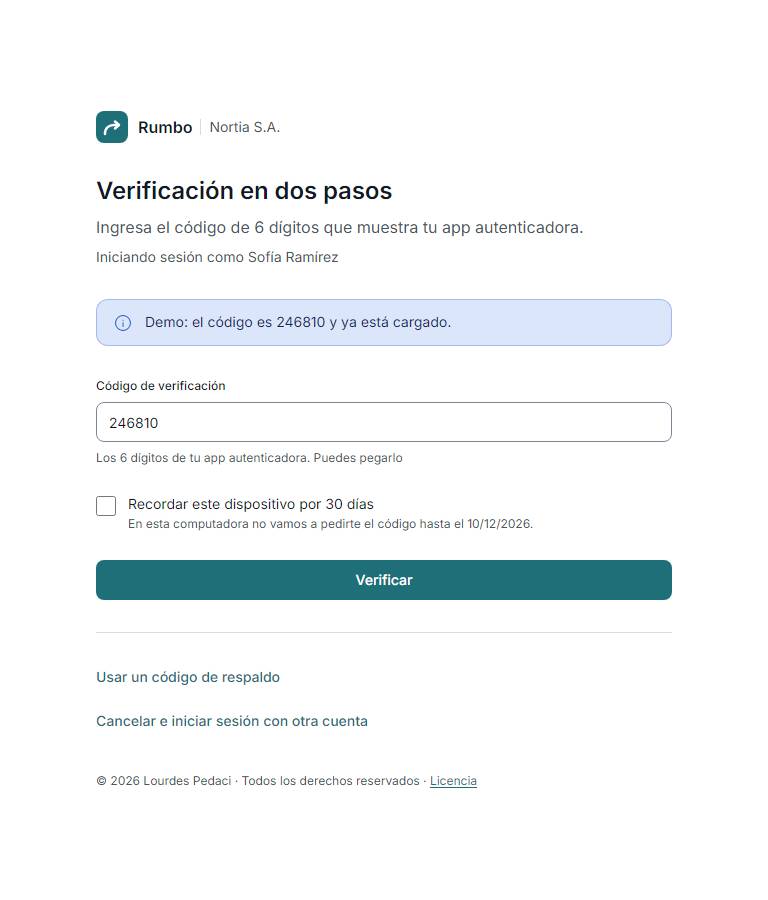 Rumbo
Nortia S.A.
Verificación en dos pasos
Ingresa el código de 6 dígitos que muestra tu app autenticadora.
Iniciando sesión como Sofía Ramírez
Demo: el código es 246810 y ya está cargado.
Código de verificación
246810
Los 6 dígitos de tu app autenticadora. Puedes pegarlo
Recordar este dispositivo por 30 días
En esta computadora no vamos a pedirte el código hasta el 10/12/2026.
Verificar
Usar un código de respaldo
Cancelar e iniciar sesión con otra cuenta
© 2026 Lourdes Pedaci · Todos los derechos reservados · Licencia